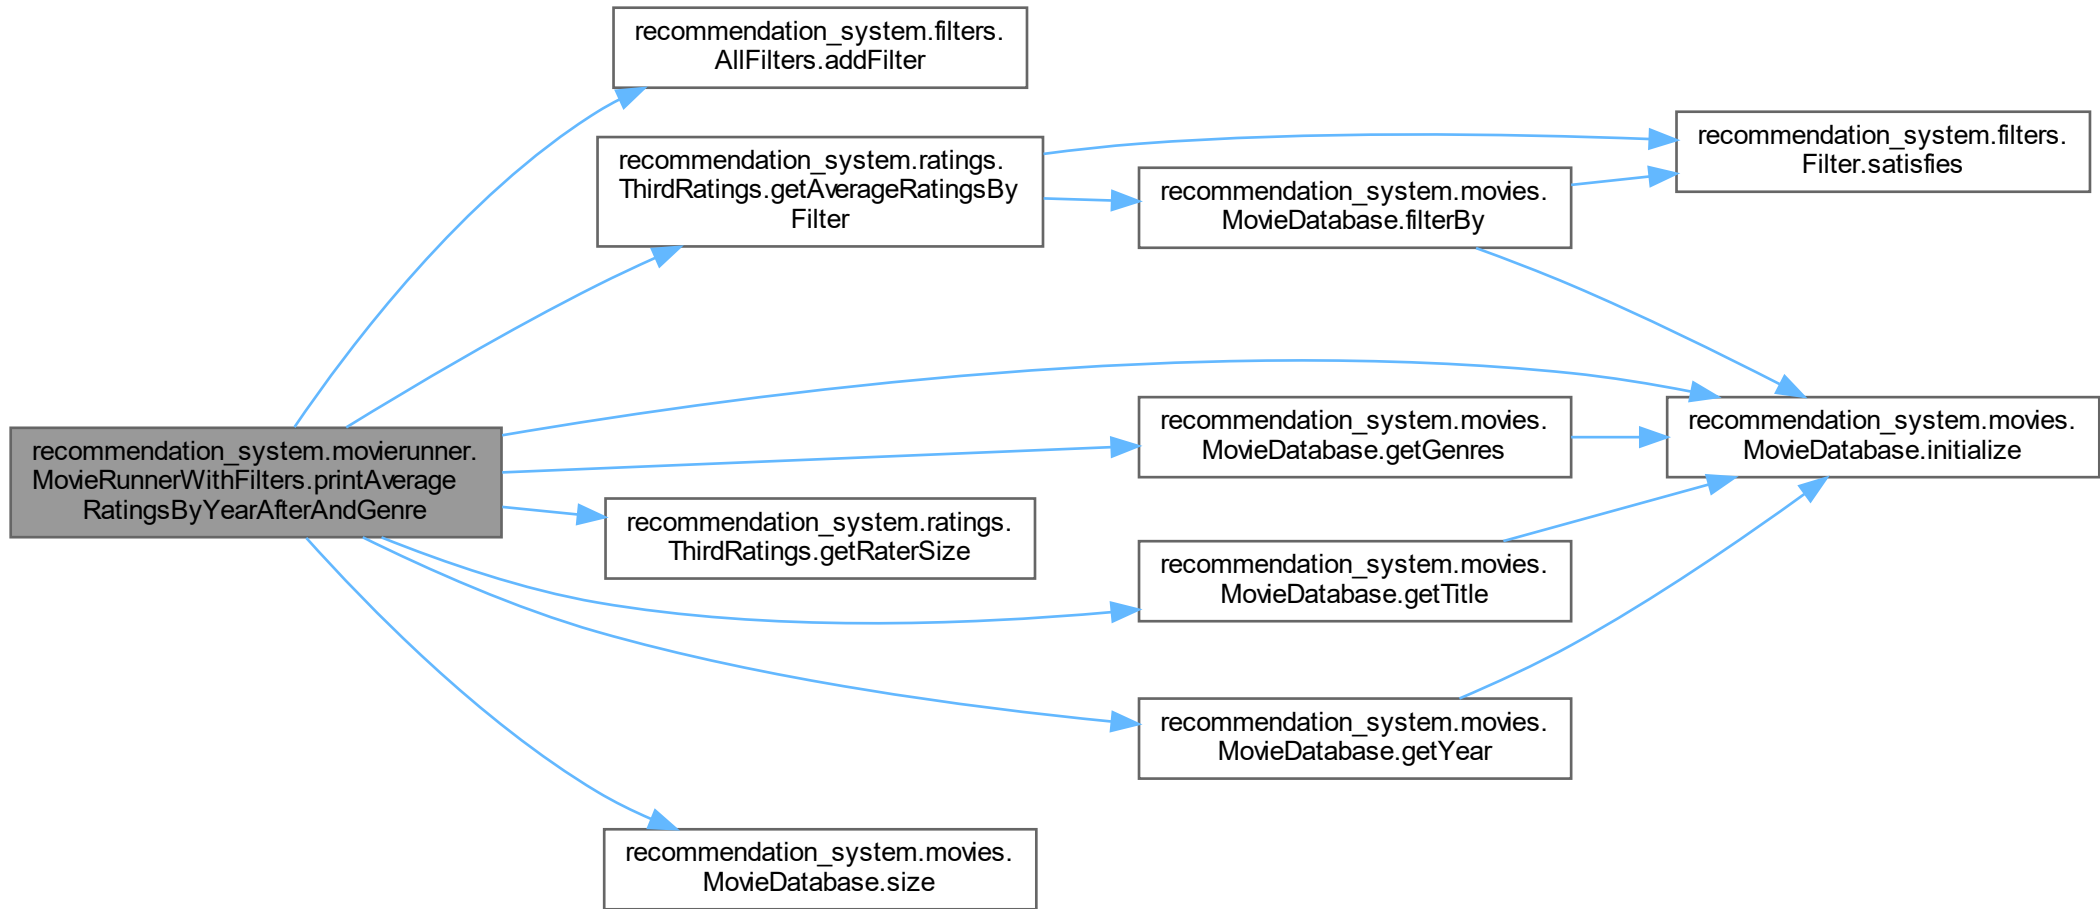 recommendation_system.filters.
AllFilters.addFilter
recommendation_system.ratings.
ThirdRatings.getAverageRatingsBy
Filter
recommendation_system.filters.
Filter.satisfies
recommendation_system.movies.
MovieDatabase.filterBy
recommendation_system.movierunner.
MovieRunnerWithFilters.printAverage
RatingsByYearAfterAndGenre
recommendation_system.movies.
MovieDatabase.getGenres
recommendation_system.movies.
MovieDatabase.initialize
recommendation_system.ratings.
ThirdRatings.getRaterSize
recommendation_system.movies.
MovieDatabase.getTitle
recommendation_system.movies.
MovieDatabase.getYear
recommendation_system.movies.
MovieDatabase.size